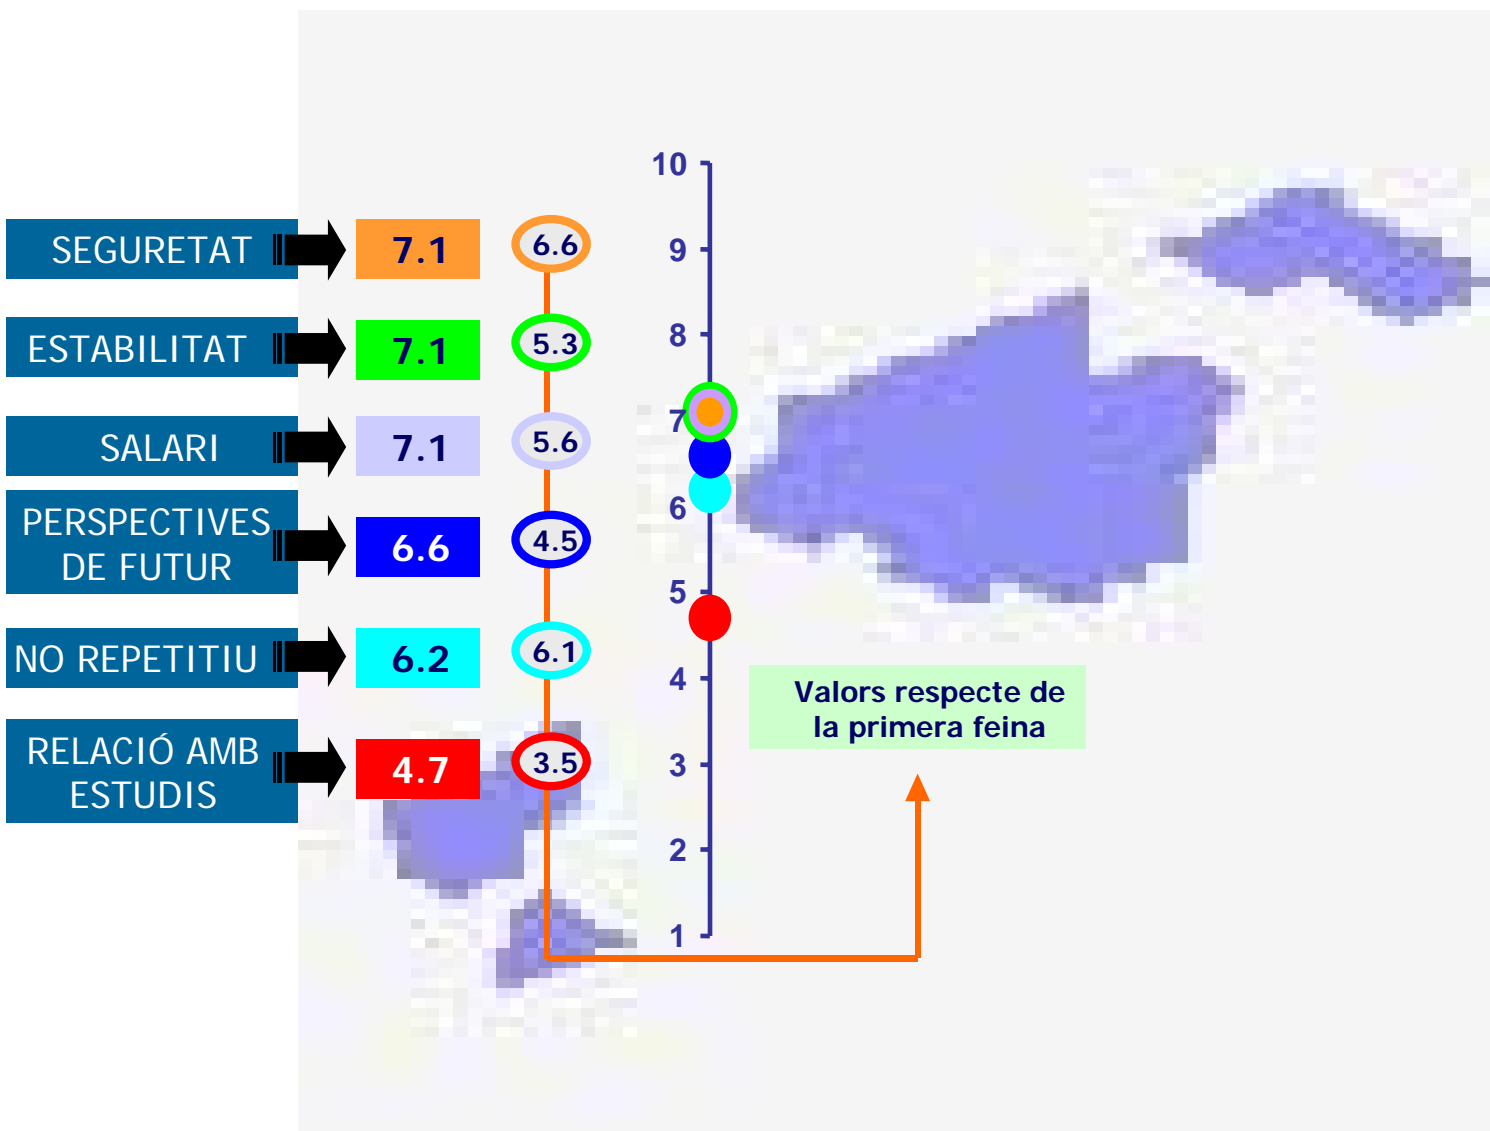 10
9
8
7
6
5
4
3
2
1
SEGURETAT 7.1 6.6
ESTABILITAT 7.1 5.3
SALARI 7.1 5.6
PERSPECTIVES
DE FUTUR 6.6 4.5
NO REPETITIU 6.2 6.1
RELACIÓ AMB
ESTUDIS 4.7 3.5
Valors respecte de
la primera feina